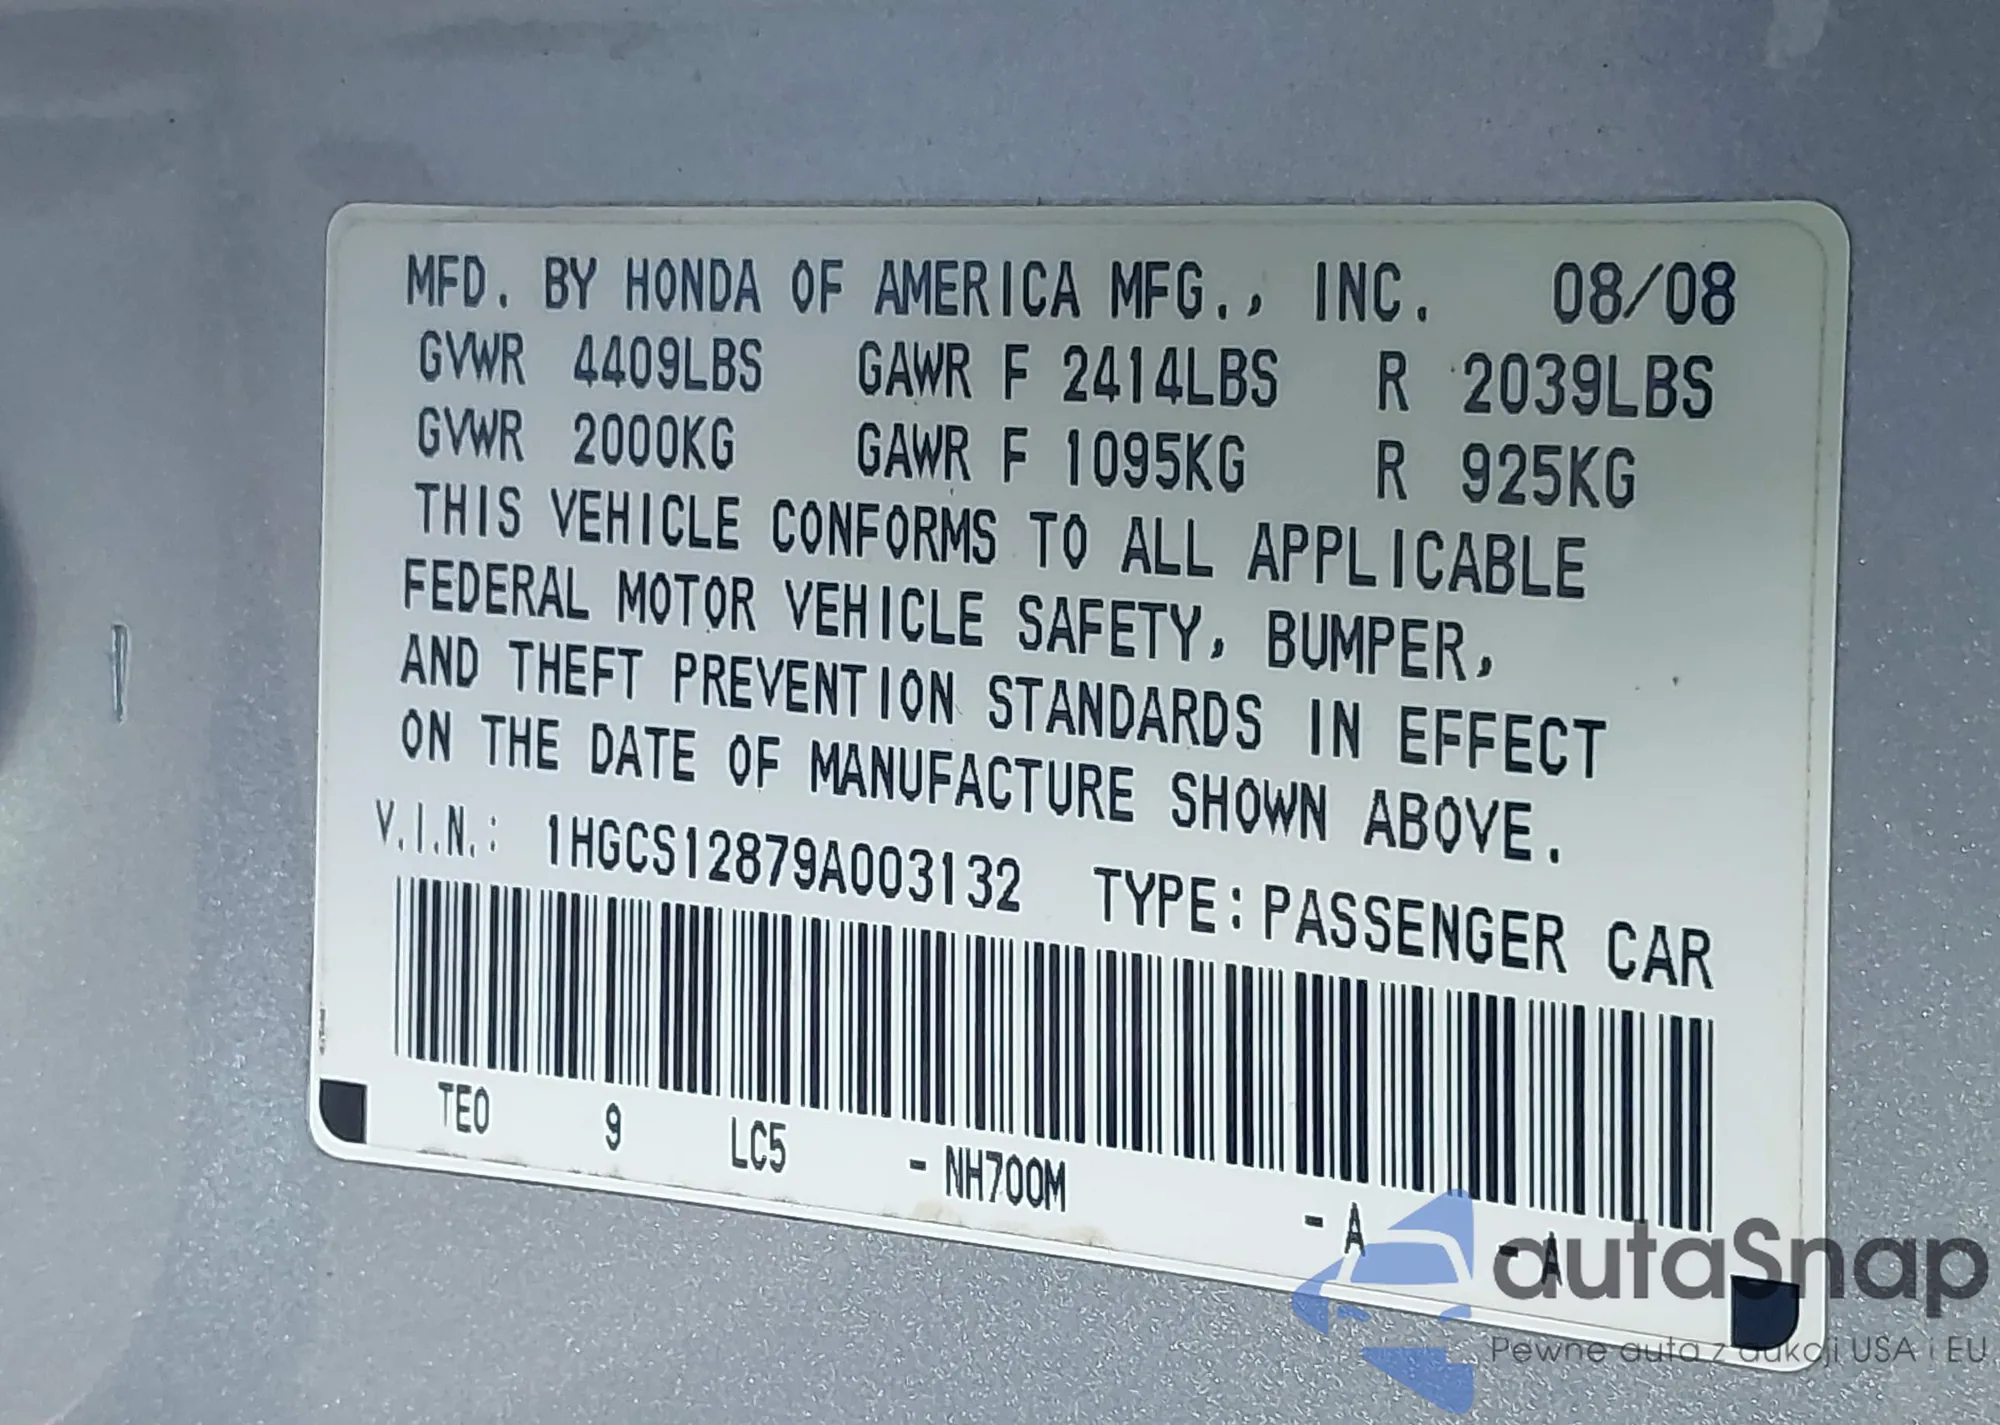 MFD. BY HONDA OF AMERICA MFG., INC. 08/08
GVWR 4409LBS GAWR F 2414LBS R 2039LBS
GVWR 2000KG GAWR F 1095KG R 925KG
THIS VEHICLE CONFORMS TO ALL APPLICABLE
FEDERAL MOTOR VEHICLE SAFETY, BUMPER,
AND THEFT PREVENTION STANDARDS IN EFFECT
ON THE DATE OF MANUFACTURE SHOWN ABOVE.
V.I.N.: 1HGCS12879A003132 TYPE: PASSENGER CAR
TE0 9 LC5 - NH700M - A - A
autaSnap
Pewne auta z aukcji USA i EU